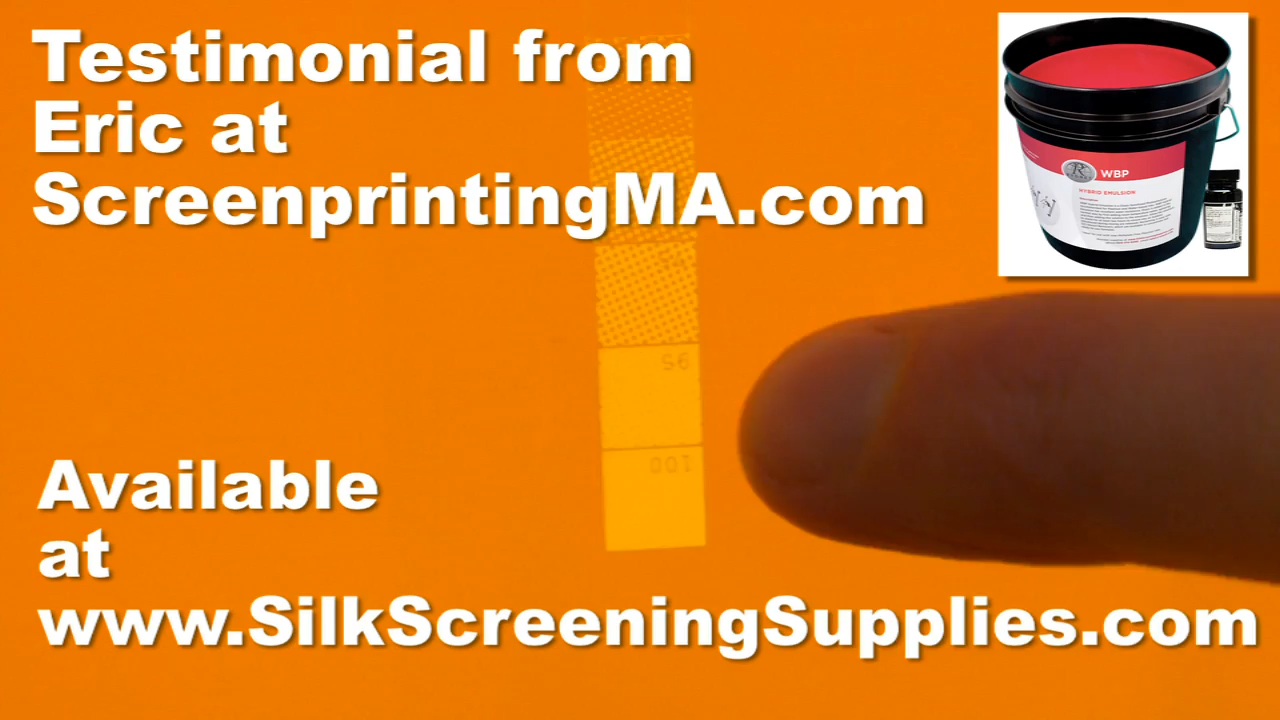 Testimonial from
Eric at
ScreenprintingMA.com
WBP
HYBRID EMULSION
95
100
Available
at
www.SilkScreeningSupplies.com